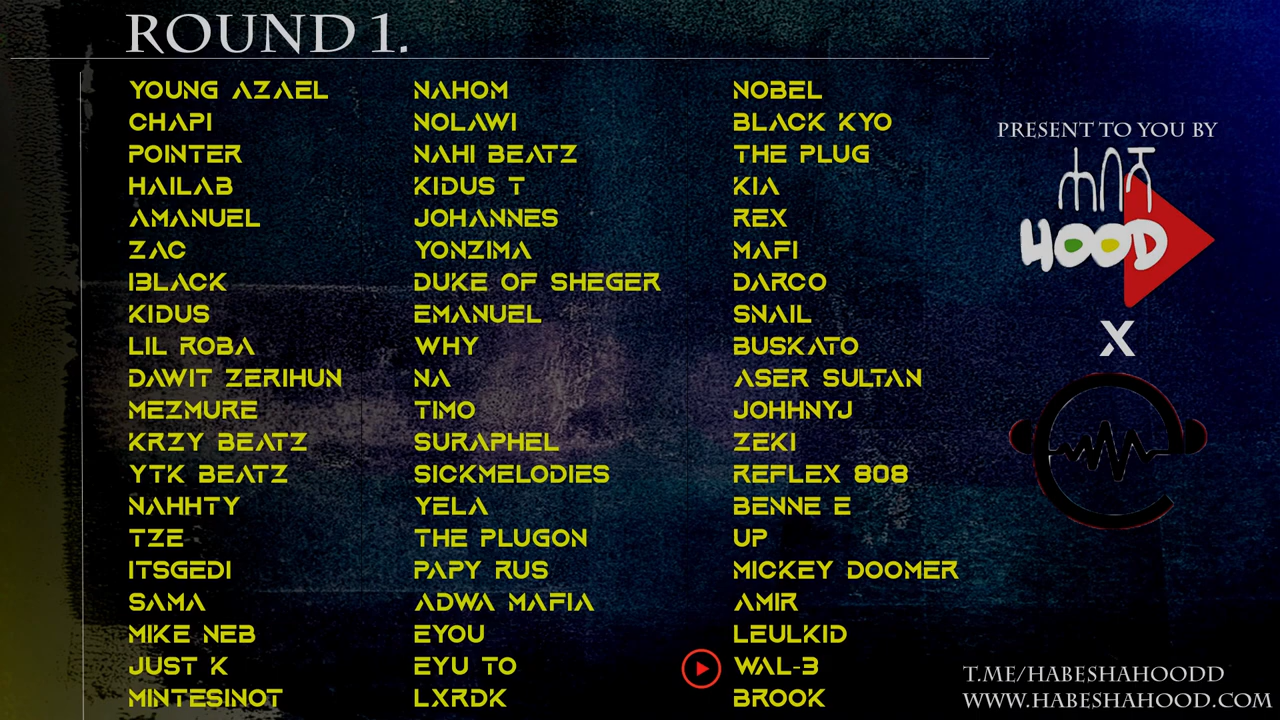 ROUND 1.
YOUNG AZAEL
CHAPI
POINTER
HAILAB
AMANUEL
ZAC
IBLACK
KIDUS
LIL ROBA
DAWIT ZERIHUN
MEZMURE
KRZY BEATZ
YTK BEATZ
NAHHTY
TZE
ITSGEDI
SAMA
MIKE NEB
JUST K
MINTESINOT
NAHOM
NOLAWI
NAHI BEATZ
KIDUS T
JOHANNES
YONZIMA
DUKE OF SHEGER
EMANUEL
WHY
NA
TIMO
SURAPHEL
SICKMELODIES
YELA
THE PLUGON
PAPY RUS
ADWA MAFIA
EYOU
EYU TO
LXRDK
NOBEL
BLACK KYO
THE PLUG
KIA
REX
MAFI
DARCO
SNAIL
BUSKATO
ASER SULTAN
JOHHNYJ
ZEKI
REFLEX 808
BENNE E
UP
MICKEY DOOMER
AMIR
LEULKID
WAL-3
BROOK
PRESENT TO YOU BY
ሐበሻ
HOOD
X
T.ME/HABESHAHOODD
WWW.HABESHAHOOD.COM